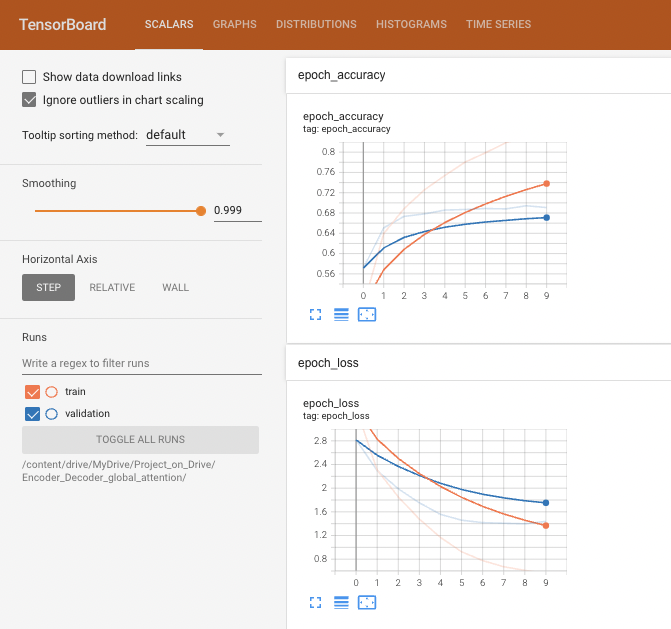 TensorBoard
SCALARS GRAPHS DISTRIBUTIONS HISTOGRAMS TIME SERIES
Show data download links
Ignore outliers in chart scaling
Tooltip sorting method: default
Smoothing
0.999
Horizontal Axis
STEP RELATIVE WALL
Runs
Write a regex to filter runs
train
validation
TOGGLE ALL RUNS
/content/drive/MyDrive/Project_on_Drive/
Encoder_Decoder_global_attention/
epoch_accuracy
epoch_accuracy
tag: epoch_accuracy
0.8
0.76
0.72
0.68
0.64
0.6
0.56
0 1 2 3 4 5 6 7 8 9
epoch_loss
epoch_loss
tag: epoch_loss
2.8
2.4
2
1.6
1.2
0.8
0 1 2 3 4 5 6 7 8 9